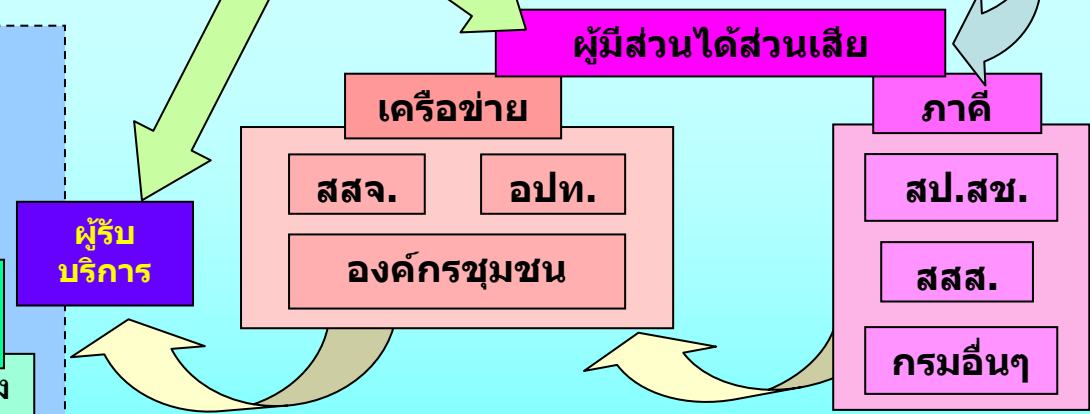 ผู้มีส่วนได้ส่วนเสีย
เครือข่าย
ภาคี
สสจ.
อปท.
สป.สช.
ผู้รับ
บริการ
องค์กรชุมชน
สสส.
กรมอื่นๆ